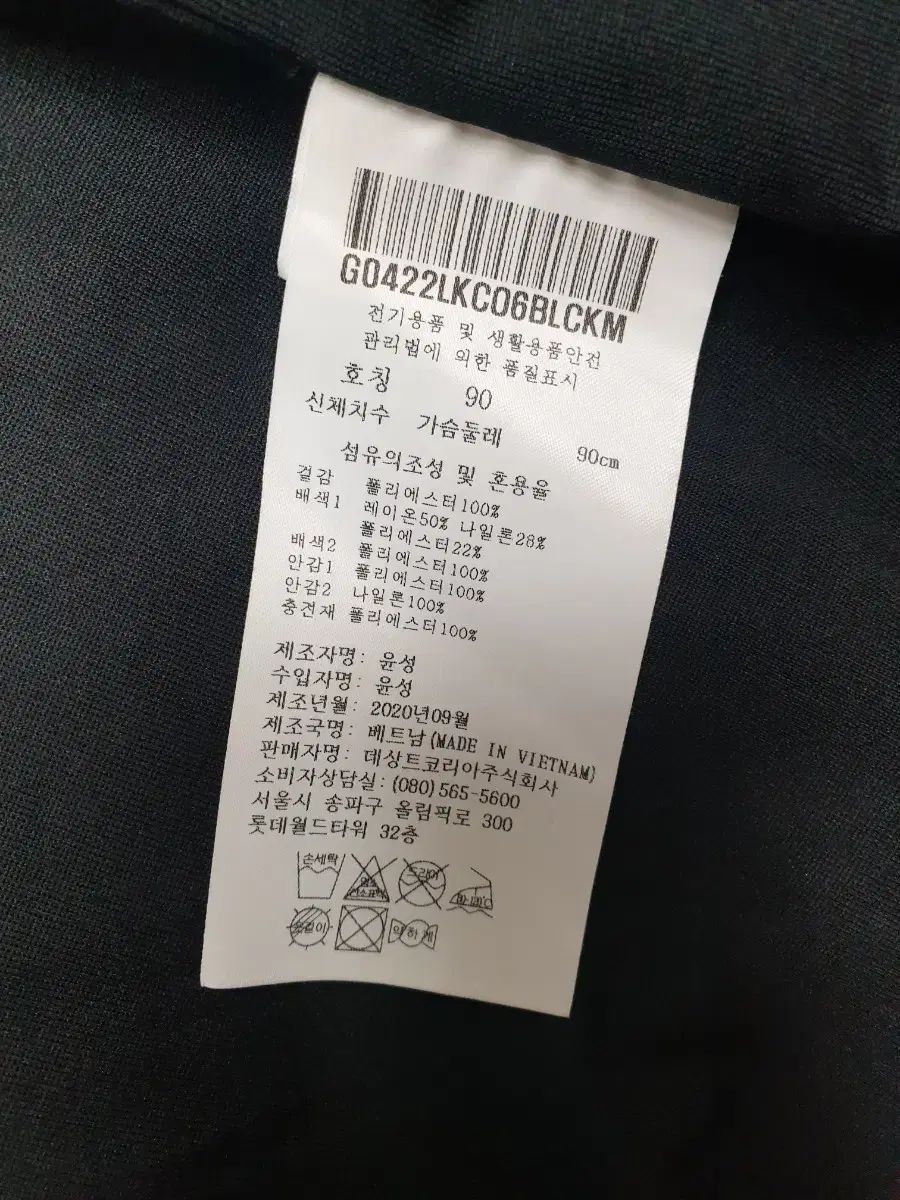 G0422LKC06BLCKM
전기용품 및 생활용품안전
관리법에 의한 품질표시
호칭 90
신체치수 가슴둘레 90cm
섬유의조성 및 혼용율
겉감 폴리에스터100%
배색1 레이온50% 나일론28%
폴리에스터22%
배색2 폴리에스터100%
안감1 폴리에스터100%
안감2 나일론100%
충전재 폴리에스터100%
제조자명: 윤성
수입자명: 윤성
제조년월: 2020년09월
제조국명: 베트남(MADE IN VIETNAM)
판매자명: 데상트코리아주식회사
소비자상담실: (080)565-5600
서울시 송파구 올림픽로 300
롯데월드타워 32층
손세탁 염소 산소표백 드라이
약하게